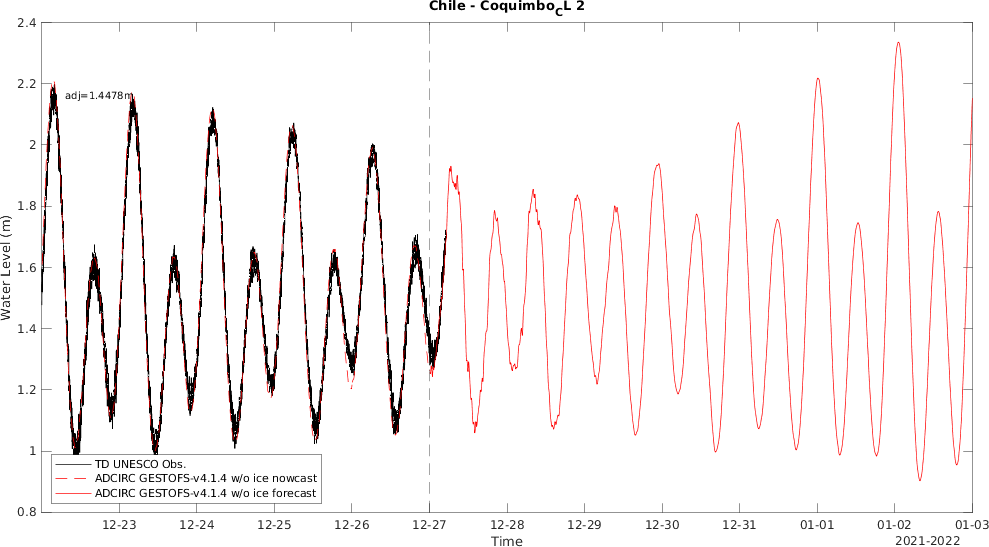 Chile - Coquimbo_CL 2
2.4
2.2
adj=1.4478m
2
1.8
1.6
1.4
1.2
1
0.8
Water Level (m)
TD UNESCO Obs.
ADCIRC GESTOFS-v4.1.4 w/o ice nowcast
ADCIRC GESTOFS-v4.1.4 w/o ice forecast
12-23 12-24 12-25 12-26 12-27 12-28 12-29 12-30 12-31 01-01 01-02 01-03
Time
2021-2022